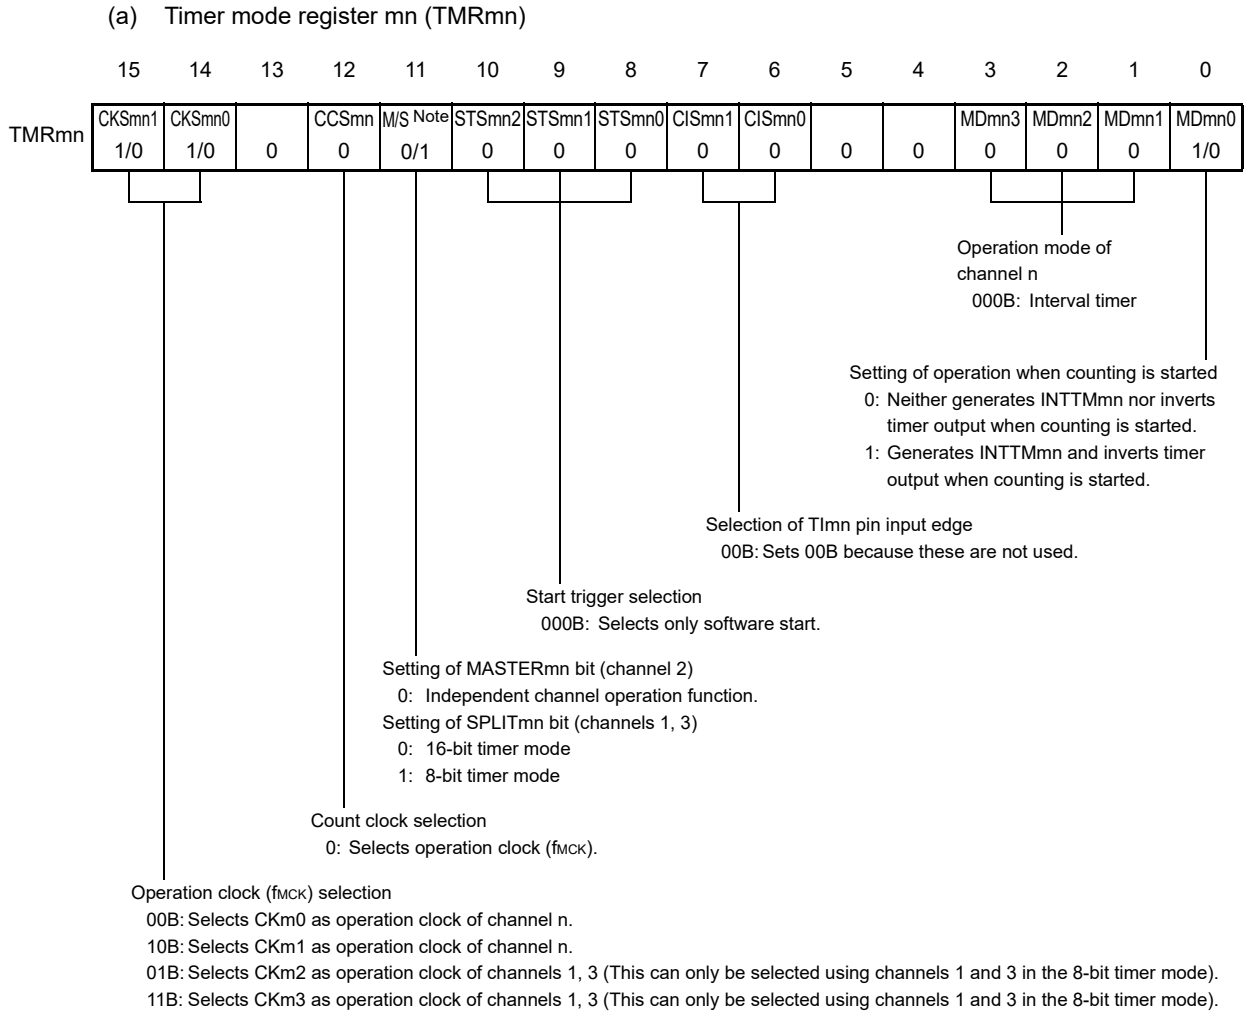 (a) Timer mode register mn (TMRmn)
15 14 13 12 11 10 9 8 7 6 5 4 3 2 1 0
CKSmn1 CKSmn0 CCSmn M/S Note STSmn2 STSmn1 STSmn0 CISmn1 CISmn0 MDmn3 MDmn2 MDmn1 MDmn0
TMRmn
1/0 1/0 0 0 0/1 0 0 0 0 0 0 0 0 0 0 1/0
Operation mode of
channel n
000B: Interval timer
Setting of operation when counting is started
0: Neither generates INTTMmn nor inverts
timer output when counting is started.
1: Generates INTTMmn and inverts timer
output when counting is started.
Selection of TImn pin input edge
00B: Sets 00B because these are not used.
Start trigger selection
000B: Selects only software start.
Setting of MASTERmn bit (channel 2)
0: Independent channel operation function.
Setting of SPLITmn bit (channels 1, 3)
0: 16-bit timer mode
1: 8-bit timer mode
Count clock selection
0: Selects operation clock (fMCK).
Operation clock (fMCK) selection
00B: Selects CKm0 as operation clock of channel n.
10B: Selects CKm1 as operation clock of channel n.
01B: Selects CKm2 as operation clock of channels 1, 3 (This can only be selected using channels 1 and 3 in the 8-bit timer mode).
11B: Selects CKm3 as operation clock of channels 1, 3 (This can only be selected using channels 1 and 3 in the 8-bit timer mode).